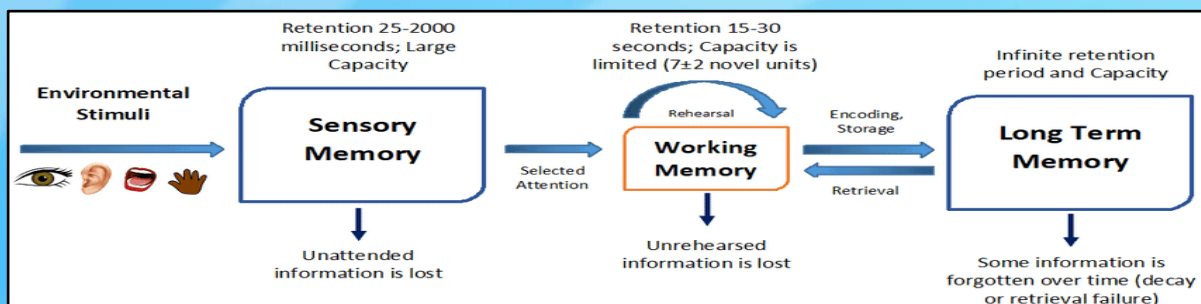 Retention 25-2000
milliseconds; Large
Capacity
Retention 15-30
seconds; Capacity is
limited (7±2 novel units)
Infinite retention
period and Capacity
Environmental
Stimuli
Sensory
Memory
Selected
Attention
Rehearsal
Working
Memory
Encoding,
Storage
Retrieval
Long Term
Memory
Unattended
information is lost
Unrehearsed
information is lost
Some information is
forgotten over time (decay
or retrieval failure)